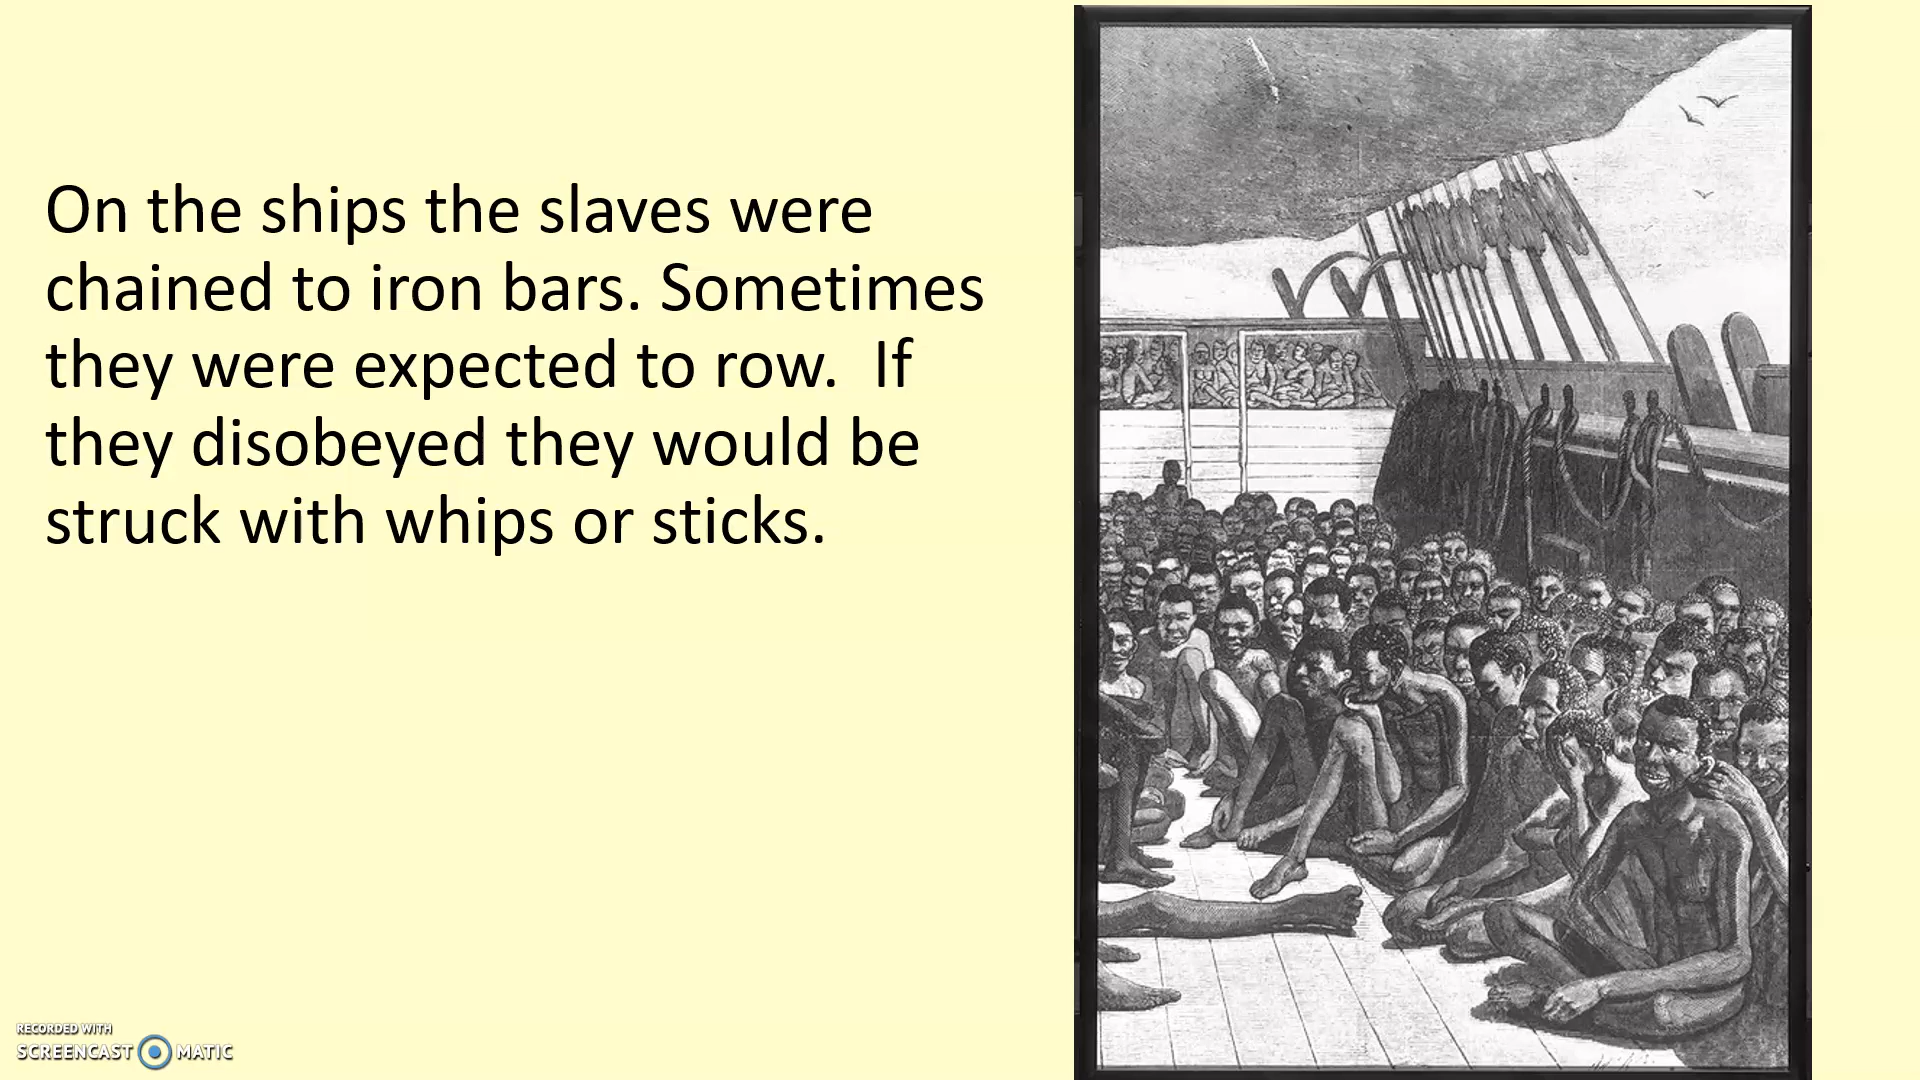 On the ships the slaves were
chained to iron bars. Sometimes
they were expected to row.  If
they disobeyed they would be
struck with whips or sticks.
RECORDED WITH
SCREENCAST MATIC